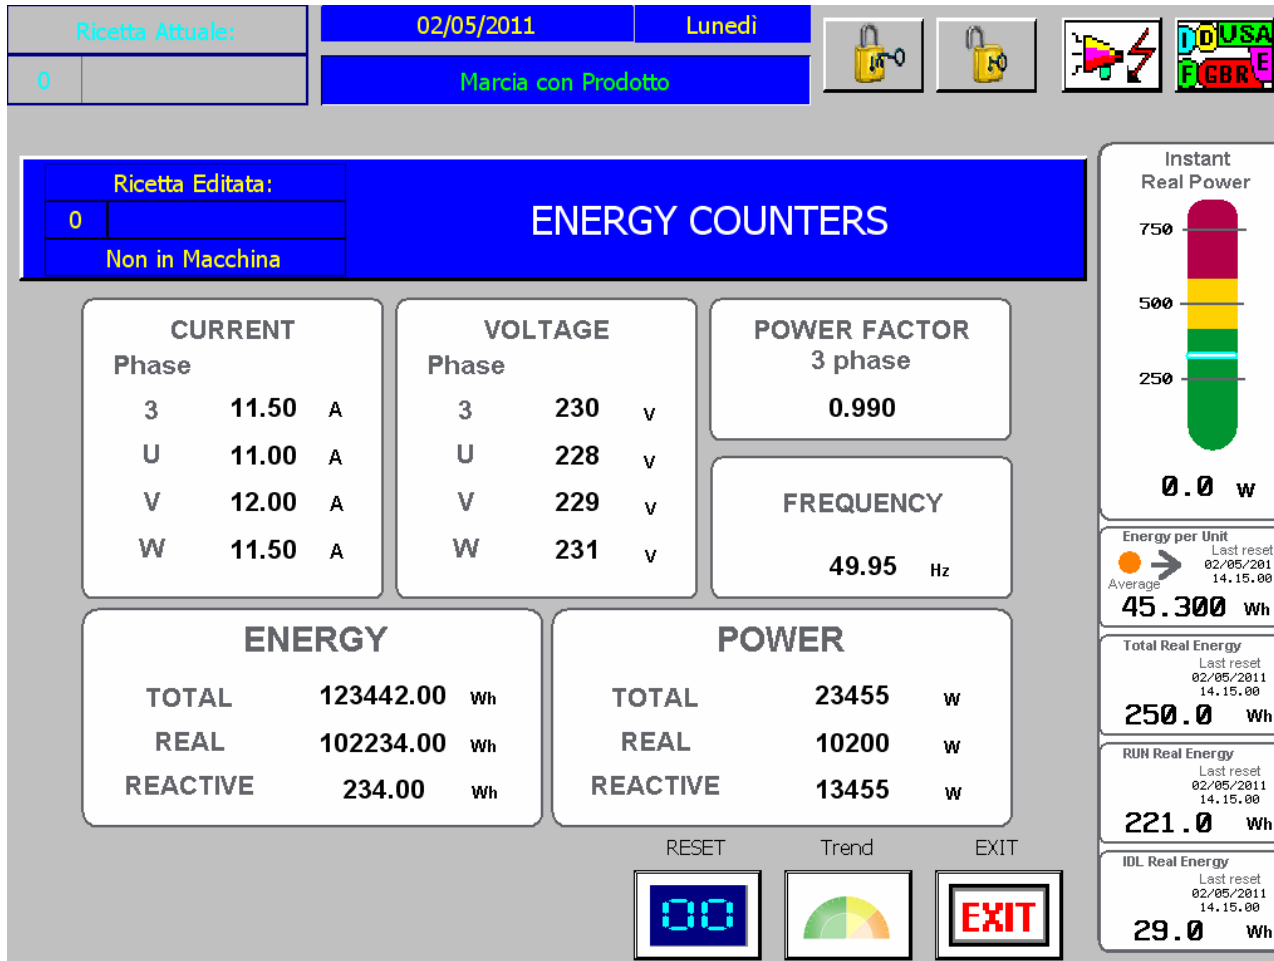 Ricetta Attuale:
02/05/2011 Lunedì
0
Marcia con Prodotto
I D USA
F GBR E
Ricetta Editata:
0
Non in Macchina
ENERGY COUNTERS
CURRENT
Phase
3 11.50 A
U 11.00 A
V 12.00 A
W 11.50 A
VOLTAGE
Phase
3 230 V
U 228 V
V 229 V
W 231 V
POWER FACTOR
3 phase
0.990
FREQUENCY
49.95 Hz
ENERGY
TOTAL 123442.00 Wh
REAL 102234.00 Wh
REACTIVE 234.00 Wh
POWER
TOTAL 23455 W
REAL 10200 W
REACTIVE 13455 W
RESET
00
Trend
EXIT
EXIT
Instant
Real Power
750
500
250
0.0 W
Energy per Unit
Last reset
02/05/201
14.15.00
Average
45.300 Wh
Total Real Energy
Last reset
02/05/2011
14.15.00
250.0 Wh
RUN Real Energy
Last reset
02/05/2011
14.15.00
221.0 Wh
IDL Real Energy
Last reset
02/05/2011
14.15.00
29.0 Wh